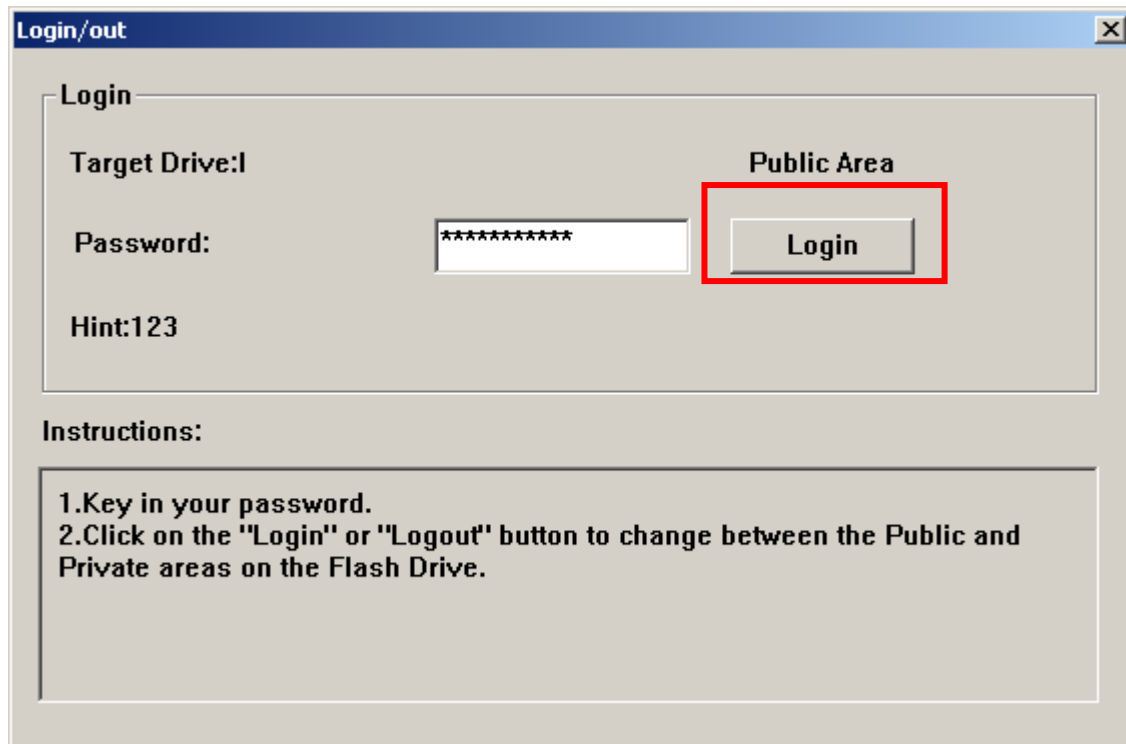 Login/out
Login
Target Drive:I
Public Area
Password:
***********
Login
Hint:123
Instructions:
1.Key in your password.
2.Click on the "Login" or "Logout" button to change between the Public and
Private areas on the Flash Drive.